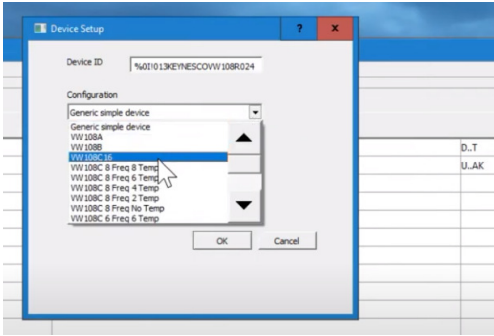 Device Setup
?
x
Device ID
%0I!013KEYNESCOVW108R024
Configuration
Generic simple device
Generic simple device
VW108A
VW108B
VW108C16
VW108C 8 Freq 8 Temp
VW108C 8 Freq 6 Temp
VW108C 8 Freq 4 Temp
VW108C 8 Freq 2 Temp
VW108C 8 Freq No Temp
VW108C 6 Freq 6 Temp
OK
Cancel
D..T
U..AK